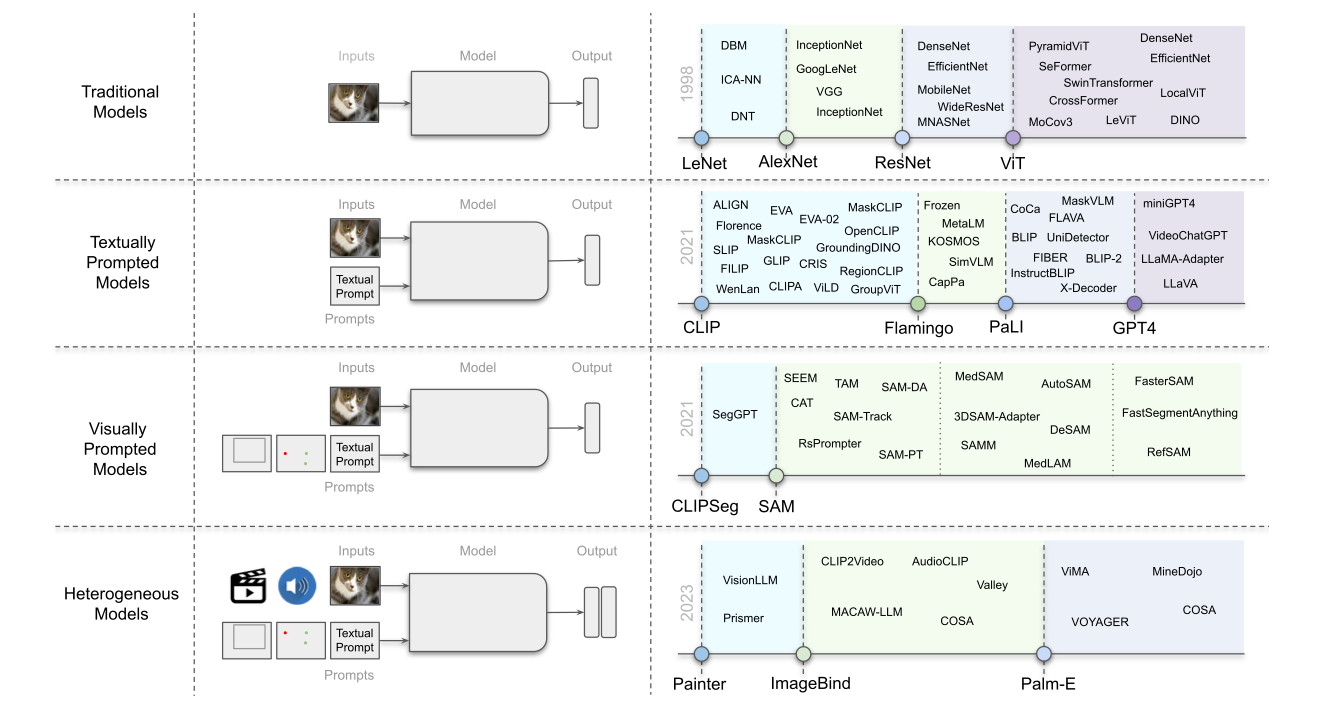 Traditional
Models
Inputs
Model
Output
1998
DBM
ICA-NN
DNT
InceptionNet
GoogLeNet
VGG
InceptionNet
DenseNet
EfficientNet
MobileNet
WideResNet
MNASNet
PyramidViT
DenseNet
SeFormer
EfficientNet
SwinTransformer
CrossFormer
LocalViT
MoCov3
LeViT
DINO
LeNet
AlexNet
ResNet
ViT
Textually
Prompted
Models
Inputs
Model
Output
Textual
Prompt
Prompts
2021
ALIGN
EVA
MaskCLIP
Florence
EVA-02
OpenCLIP
SLIP
MaskCLIP
GroundingDINO
FILIP
GLIP
CRIS
RegionCLIP
WenLan
CLIPA
ViLD
GroupViT
Frozen
MetaLM
KOSMOS
SimVLM
CapPa
CoCa
MaskVLM
FLAVA
BLIP
UniDetector
FIBER
BLIP-2
InstructBLIP
X-Decoder
miniGPT4
VideoChatGPT
LLaMA-Adapter
LLaVA
CLIP
Flamingo
PaLI
GPT4
Visually
Prompted
Models
Inputs
Model
Output
Textual
Prompt
Prompts
2021
SegGPT
SEEM
TAM
SAM-DA
CAT
SAM-Track
RsPrompter
SAM-PT
MedSAM
AutoSAM
3DSAM-Adapter
DeSAM
SAMM
MedLAM
FasterSAM
FastSegmentAnything
RefSAM
CLIPSeg
SAM
Heterogeneous
Models
Inputs
Model
Output
Textual
Prompt
Prompts
2023
VisionLLM
Prismer
CLIP2Video
AudioCLIP
Valley
MACAW-LLM
COSA
ViMA
MineDojo
COSA
VOYAGER
Painter
ImageBind
Palm-E